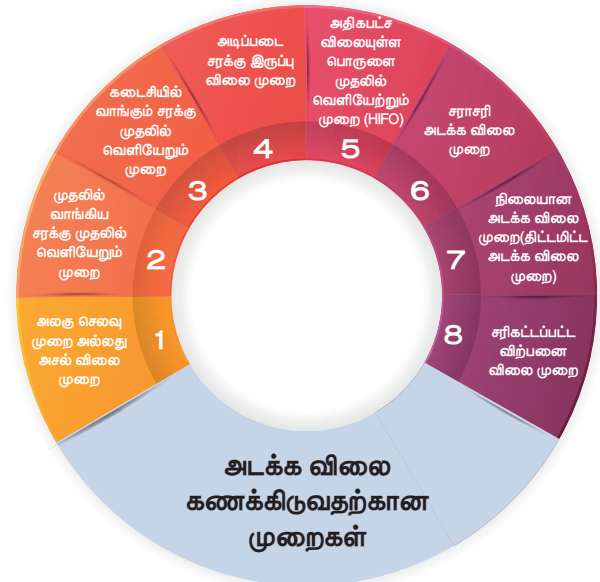 அலகு செலவு
முறை அல்லது
அசல் விலை
முறை
1
முதலில்
வாங்கிய
சரக்கு முதலில்
வெளியேறும்
முறை
2
கடைசியில்
வாங்கும் சரக்கு
முதலில்
வெளியேறும்
முறை
3
அடிப்படை
சரக்கு இருப்பு
விலை முறை
4
அதிகபட்ச
விலையுள்ள
பொருளை
முதலில்
வெளியேற்றும்
முறை (HIFO)
5
சராசரி
அடக்க விலை
முறை
6
நிலையான
அடக்க விலை
முறை(திட்டமிட்ட
அடக்க விலை
முறை)
7
சரிகட்டப்பட்ட
விற்பனை
விலை முறை
8
அடக்க விலை
கணக்கிடுவதற்கான
முறைகள்